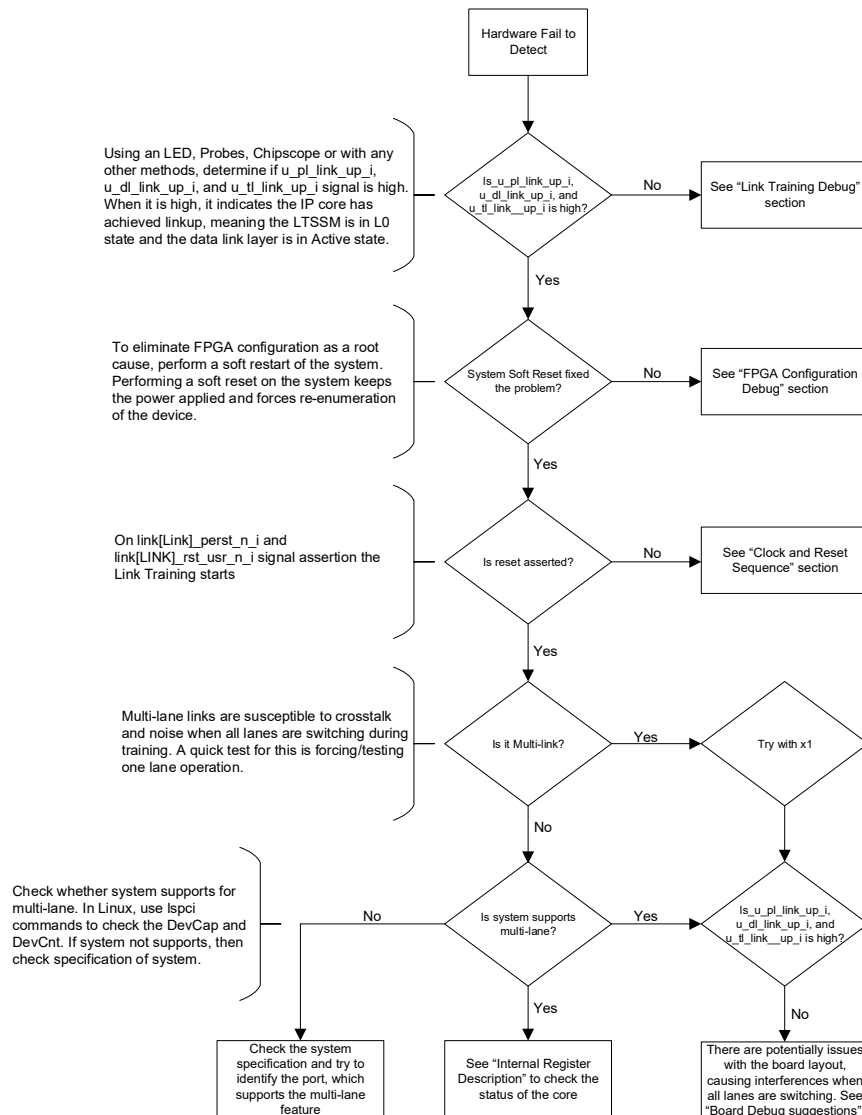 Hardware Fail to
Detect
Using an LED, Probes, Chipscope or with any
other methods, determine if u_pl_link_up_i,
u_dl_link_up_i, and u_tl_link_up_i signal is high.
When it is high, it indicates the IP core has
achieved linkup, meaning the LTSSM is in L0
state and the data link layer is in Active state.
Is_u_pl_link_up_i,
u_dl_link_up_i, and
u_tl_link__up_i is high?
No
See “Link Training Debug”
section
Yes
To eliminate FPGA configuration as a root
cause, perform a soft restart of the system.
Performing a soft reset on the system keeps
the power applied and forces re-enumeration
of the device.
System Soft Reset fixed
the problem?
No
See “FPGA Configuration
Debug” section
Yes
On link[Link]_perst_n_i and
link[LINK]_rst_usr_n_i signal assertion the
Link Training starts
Is reset asserted?
No
See “Clock and Reset
Sequence” section
Yes
Multi-lane links are susceptible to crosstalk
and noise when all lanes are switching during
training. A quick test for this is forcing/testing
one lane operation.
Is it Multi-link?
Yes
Try with x1
No
Check whether system supports for
multi-lane. In Linux, use lspci
commands to check the DevCap and
DevCnt. If system not supports, then
check specification of system.
No
Is system supports
multi-lane?
Yes
Is_u_pl_link_up_i,
u_dl_link_up_i, and
u_tl_link__up_i is high?
Yes
No
Check the system
specification and try to
identify the port, which
supports the multi-lane
feature
See “Internal Register
Description” to check the
status of the core
There are potentially issues
with the board layout,
causing interferences when
all lanes are switching. See
“Board Debug suggestions”